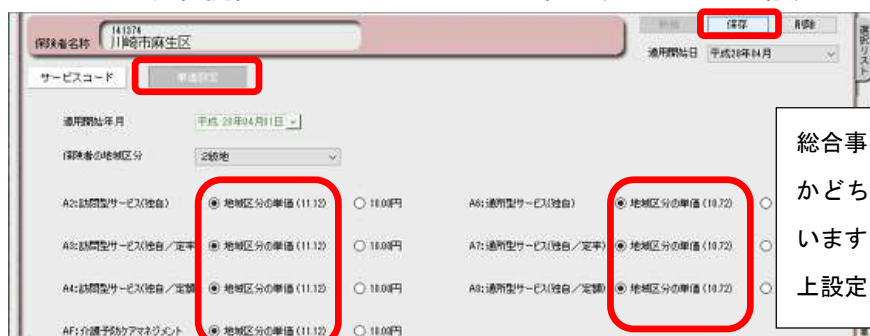 141374
保険者名称 川崎市麻生区
保存 削除
適用開始日 平成28年04月
選択リスト
サービスコード 単価設定
適用開始年月 平成 28年04月01日
保険者の地域区分 2級地
A2:訪問型サービス(独自) 地域区分の単価(11.12) 10.00円 A6:通所型サービス(独自) 地域区分の単価(10.72)
A3:訪問型サービス(独自/定率 地域区分の単価(11.12) 10.00円 A7:通所型サービス(独自/定率) 地域区分の単価(10.72)
A4:訪問型サービス(独自/定額 地域区分の単価(11.12) 10.00円 A8:通所型サービス(独自/定額) 地域区分の単価(10.72)
AF:介護予防ケアマネジメント 地域区分の単価(11.12) 10.00円
総合事
かどち
います
上設定